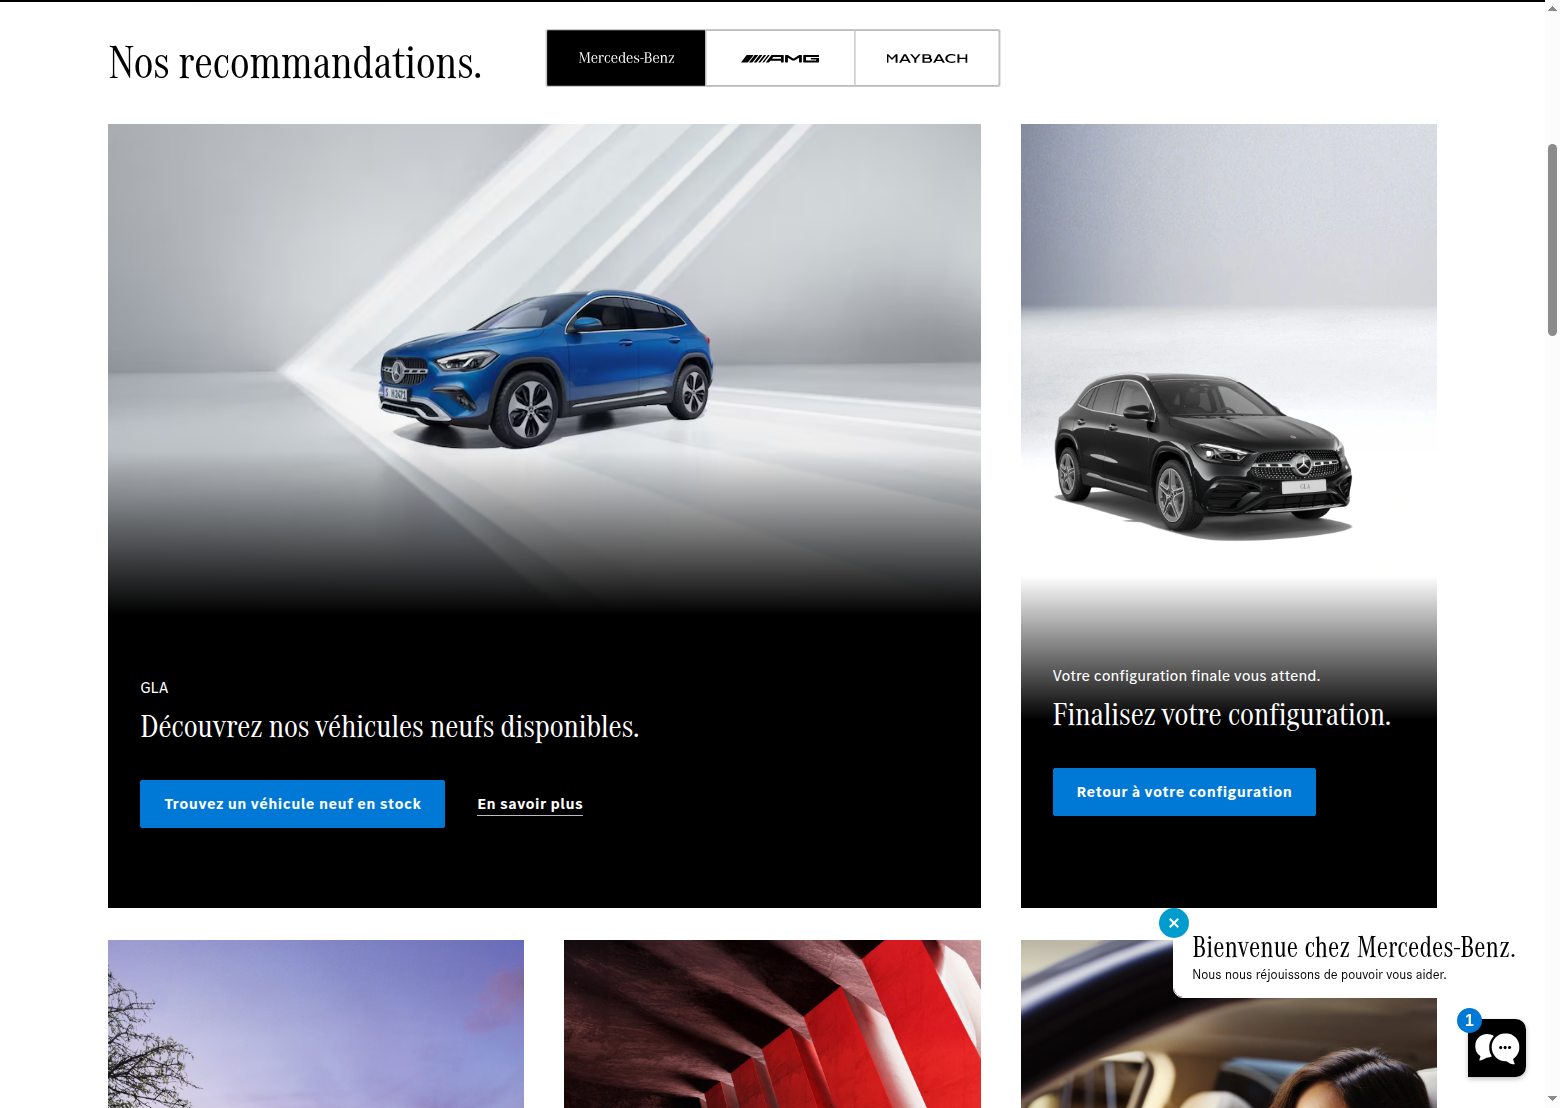 Nos recommandations.
Mercedes-Benz
AMG
MAYBACH
GLA
GLA
Découvrez nos véhicules neufs disponibles.
Trouvez un véhicule neuf en stock
En savoir plus
Votre configuration finale vous attend.
Finalisez votre configuration.
Retour à votre configuration
Bienvenue chez Mercedes-Benz.
Nous nous réjouissons de pouvoir vous aider.
1